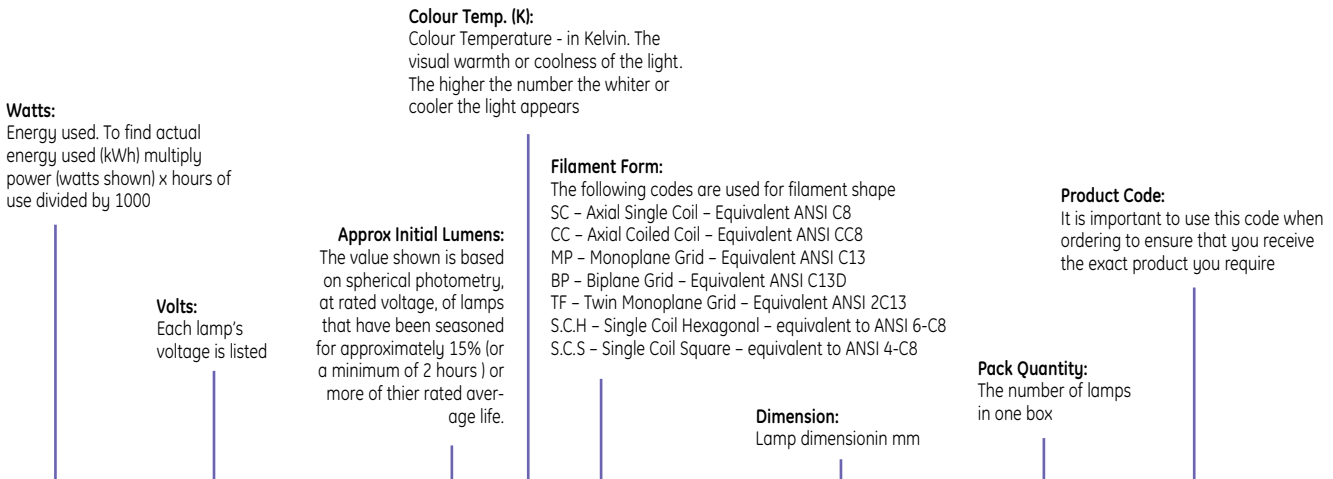 Colour Temp. (K):
Colour Temperature - in Kelvin. The
visual warmth or coolness of the light.
The higher the number the whiter or
cooler the light appears
Watts:
Energy used. To find actual
energy used (kWh) multiply
power (watts shown) x hours of
use divided by 1000
Filament Form:
The following codes are used for filament shape
SC – Axial Single Coil – Equivalent ANSI C8
CC – Axial Coiled Coil – Equivalent ANSI CC8
MP – Monoplane Grid – Equivalent ANSI C13
BP – Biplane Grid – Equivalent ANSI C13D
TF – Twin Monoplane Grid – Equivalent ANSI 2C13
S.C.H – Single Coil Hexagonal – equivalent to ANSI 6-C8
S.C.S – Single Coil Square – equivalent to ANSI 4-C8
Product Code:
It is important to use this code when
ordering to ensure that you receive
the exact product you require
Approx Initial Lumens:
The value shown is based
on spherical photometry,
at rated voltage, of lamps
that have been seasoned
for approximately 15% (or
a minimum of 2 hours ) or
more of thier rated aver-
age life.
Volts:
Each lamp's
voltage is listed
Pack Quantity:
The number of lamps
in one box
Dimension:
Lamp dimensionin mm